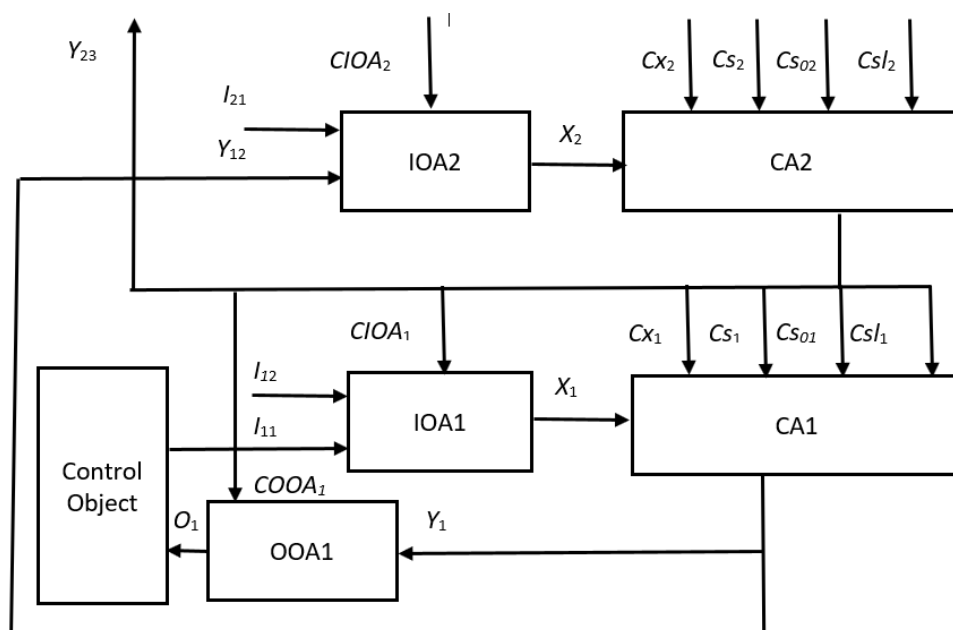 Y₂₃
CIOA₂
Cx₂
Cs₂
Cs₀₂
Csl₂
I₂₁
Y₁₂
IOA2
X₂
CA2
CIOA₁
Cx₁
Cs₁
Cs₀₁
Csl₁
I₁₂
X₁
I₁₁
IOA1
CA1
Control
Object
COOA₁
O₁
OOA1
Y₁